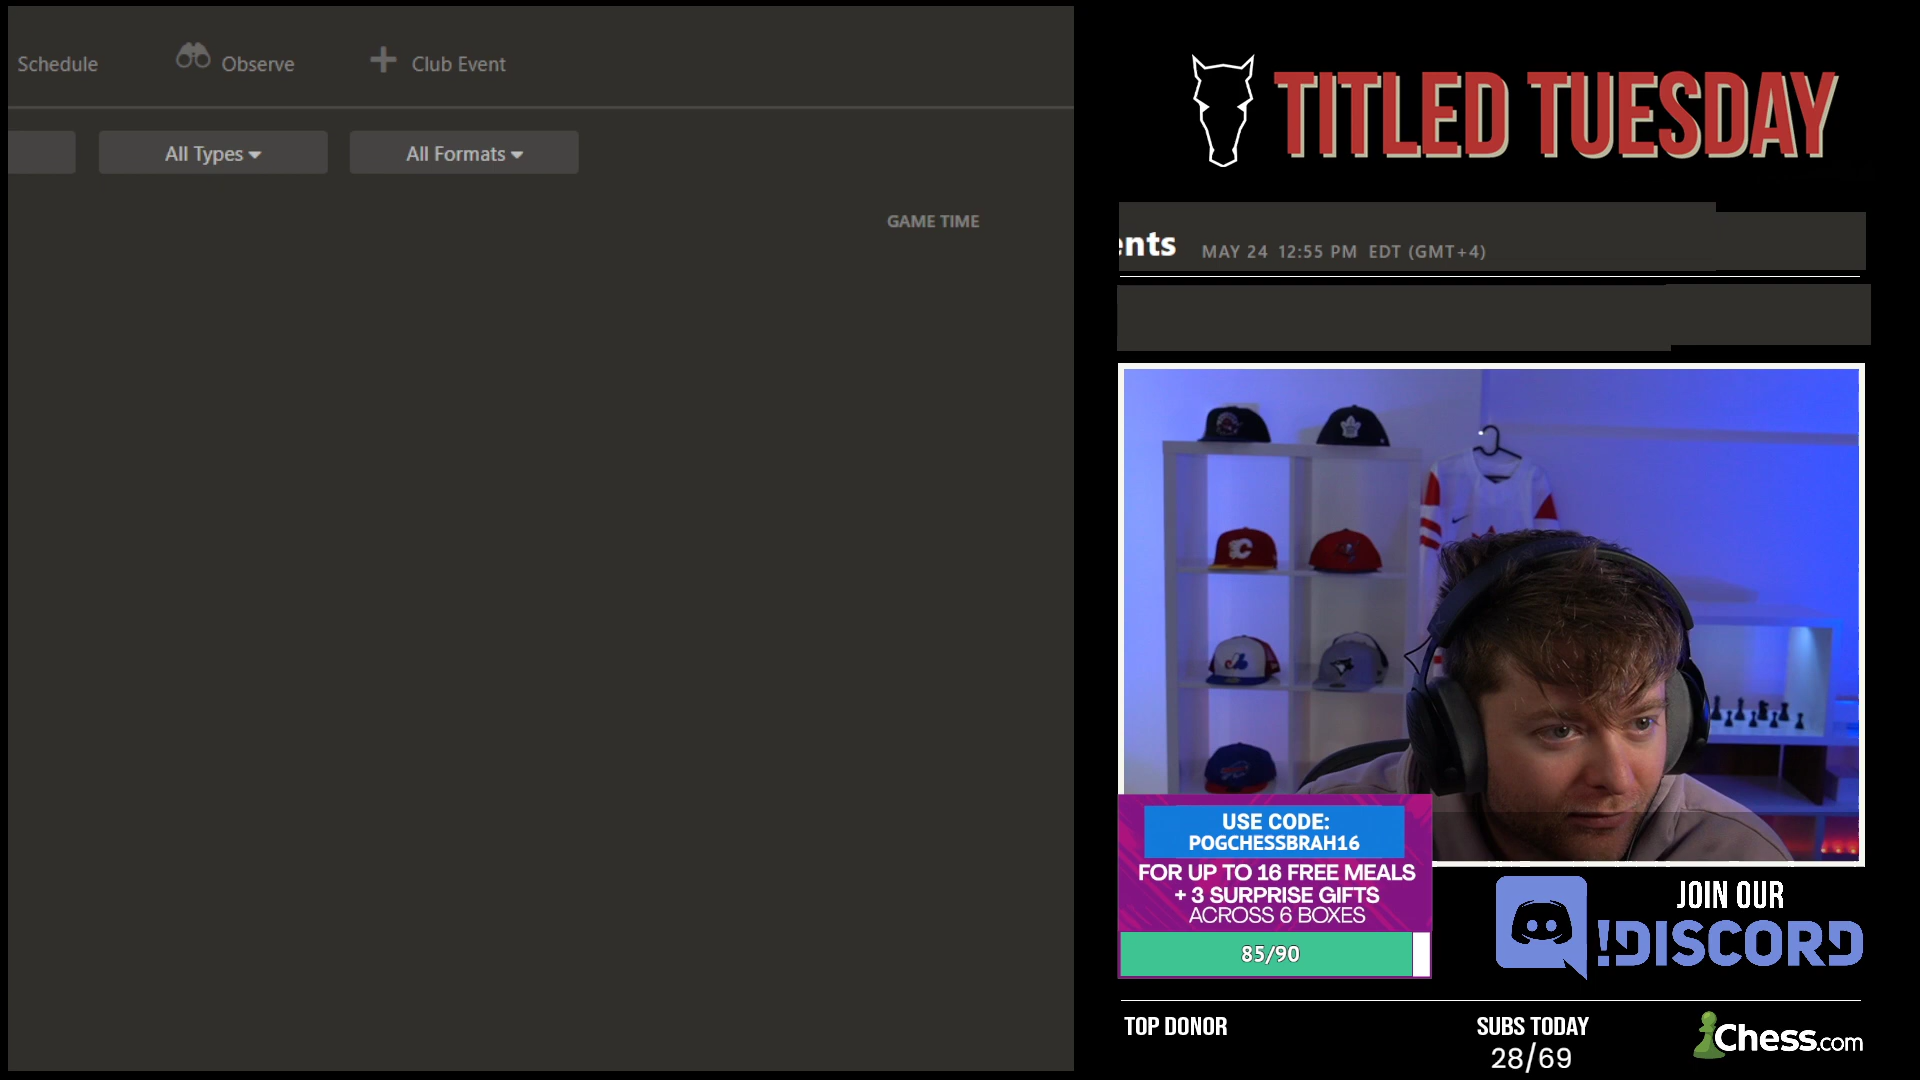 Schedule
Observe
Club Event
All Types
All Formats
GAME TIME
TITLED TUESDAY
ents MAY 24 12:55 PM EDT (GMT+4)
USE CODE:
POGCHESSBRAH16
FOR UP TO 16 FREE MEALS
+ 3 SURPRISE GIFTS
ACROSS 6 BOXES
85/90
JOIN OUR
!DISCORD
TOP DONOR
SUBS TODAY
28/69
Chess.com